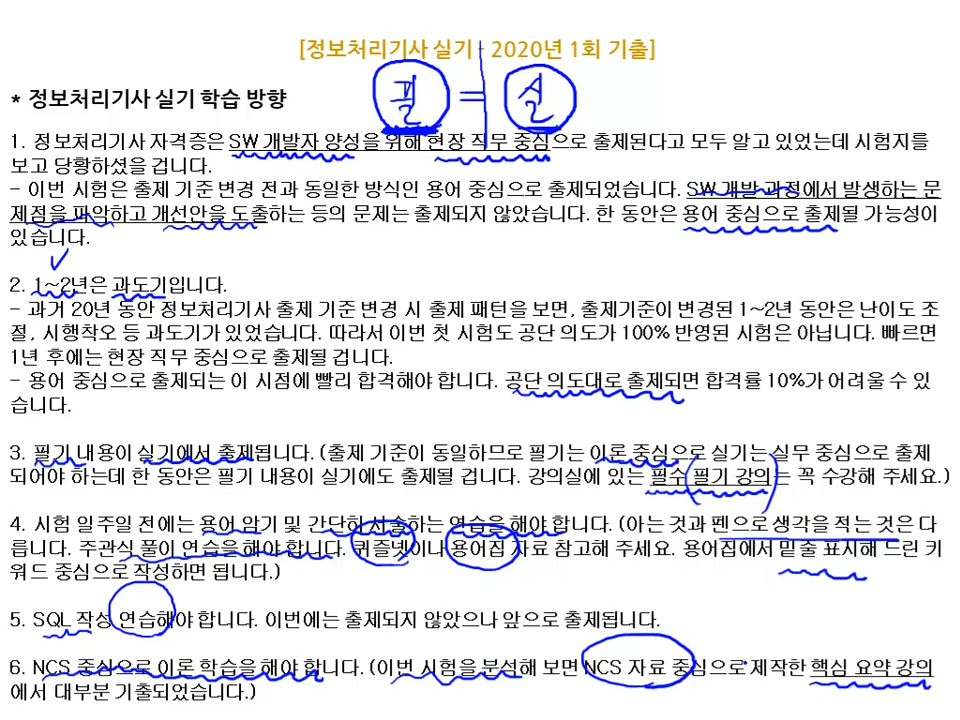 [정보처리기사 실기 - 2020년 1회 기출]
필 = 실
* 정보처리기사 실기 학습 방향
1. 정보처리기사 자격증은 SW 개발자 양성을 위해 현장 직무 중심으로 출제된다고 모두 알고 있었는데 시험지를
보고 당황하셨을 겁니다.
- 이번 시험은 출제 기준 변경 전과 동일한 방식인 용어 중심으로 출제되었습니다. SW 개발 과정에서 발생하는 문
제점을 파악하고 개선안을 도출하는 등의 문제는 출제되지 않았습니다. 한 동안은 용어 중심으로 출제될 가능성이
있습니다.
2. 1~2년은 과도기입니다.
- 과거 20년 동안 정보처리기사 출제 기준 변경 시 출제 패턴을 보면, 출제기준이 변경된 1~2년 동안은 난이도 조
절, 시행착오 등 과도기가 있었습니다. 따라서 이번 첫 시험도 공단 의도가 100% 반영된 시험은 아닙니다. 빠르면
1년 후에는 현장 직무 중심으로 출제될 겁니다.
- 용어 중심으로 출제되는 이 시점에 빨리 합격해야 합니다. 공단 의도대로 출제되면 합격률 10%가 어려울 수 있
습니다.
3. 필기 내용이 실기에서 출제됩니다. (출제 기준이 동일하므로 필기는 이론 중심으로 실기는 실무 중심으로 출제
되어야 하는데 한 동안은 필기 내용이 실기에도 출제될 겁니다. 강의실에 있는 필수 필기 강의는 꼭 수강해 주세요.)
4. 시험 일주일 전에는 용어 암기 및 간단히 서술하는 연습을 해야 합니다. (아는 것과 펜으로 생각을 적는 것은 다
릅니다. 주관식 풀이 연습을 해야 합니다. 퀴즐넷이나 용어집 자료 참고해 주세요. 용어집에서 밑줄 표시해 드린 키
워드 중심으로 작성하면 됩니다.)
5. SQL 작성 연습해야 합니다. 이번에는 출제되지 않았으나 앞으로 출제됩니다.
6. NCS 중심으로 이론 학습을 해야 합니다. (이번 시험을 분석해 보면 NCS 자료 중심으로 제작한 핵심 요약 강의
에서 대부분 기출되었습니다.)